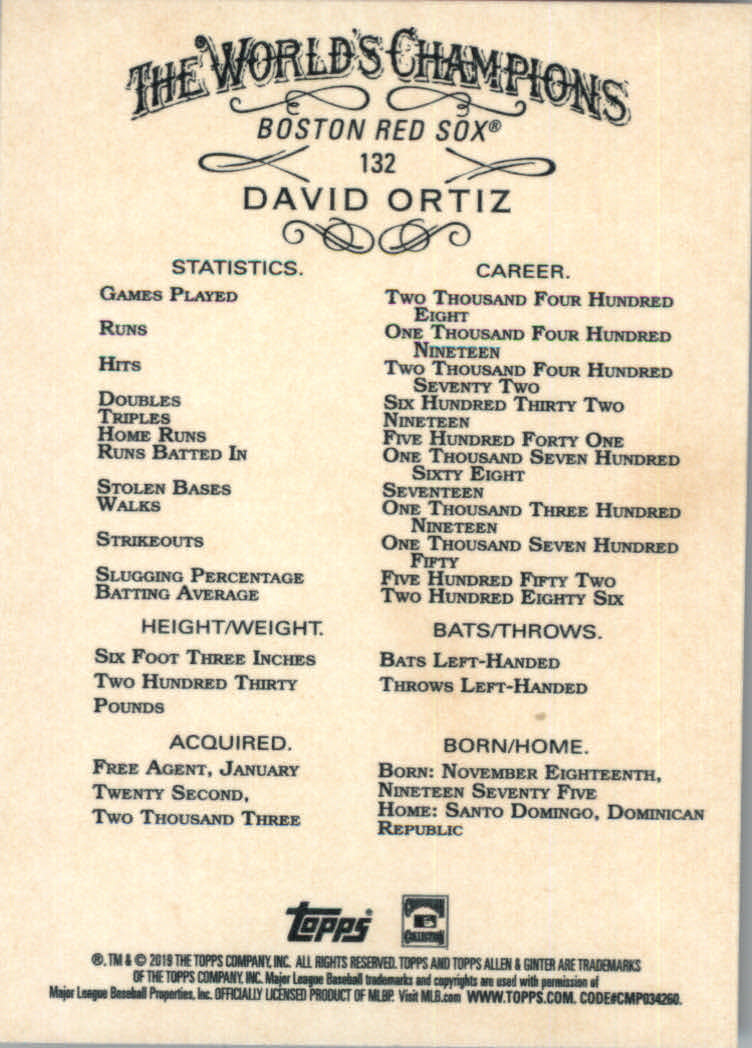 THE WORLD'S CHAMPIONS
BOSTON RED SOX®
132
DAVID ORTIZ
STATISTICS. CAREER.
GAMES PLAYED TWO THOUSAND FOUR HUNDRED
EIGHT
RUNS ONE THOUSAND FOUR HUNDRED
NINETEEN
HITS TWO THOUSAND FOUR HUNDRED
SEVENTY TWO
DOUBLES SIX HUNDRED THIRTY TWO
TRIPLES NINETEEN
HOME RUNS FIVE HUNDRED FORTY ONE
RUNS BATTED IN ONE THOUSAND SEVEN HUNDRED
SIXTY EIGHT
STOLEN BASES SEVENTEEN
WALKS ONE THOUSAND THREE HUNDRED
NINETEEN
STRIKEOUTS ONE THOUSAND SEVEN HUNDRED
FIFTY
SLUGGING PERCENTAGE FIVE HUNDRED FIFTY TWO
BATTING AVERAGE TWO HUNDRED EIGHTY SIX
HEIGHT/WEIGHT.
SIX FOOT THREE INCHES
TWO HUNDRED THIRTY
POUNDS
BATS/THROWS.
BATS LEFT-HANDED
THROWS LEFT-HANDED
ACQUIRED.
FREE AGENT, JANUARY
TWENTY SECOND,
TWO THOUSAND THREE
BORN/HOME.
BORN: NOVEMBER EIGHTEENTH,
NINETEEN SEVENTY FIVE
HOME: SANTO DOMINGO, DOMINICAN
REPUBLIC
topps®
COLLECTION
®, TM & © 2019 THE TOPPS COMPANY, INC. ALL RIGHTS RESERVED. TOPPS AND TOPPS ALLEN & GINTER ARE TRADEMARKS
OF THE TOPPS COMPANY, INC. Major League Baseball trademarks and copyrights are used with permission of
Major League Baseball Properties, Inc. OFFICIALLY LICENSED PRODUCT OF MLBP. Visit MLB.com WWW.TOPPS.COM. CODE#CMP034260.